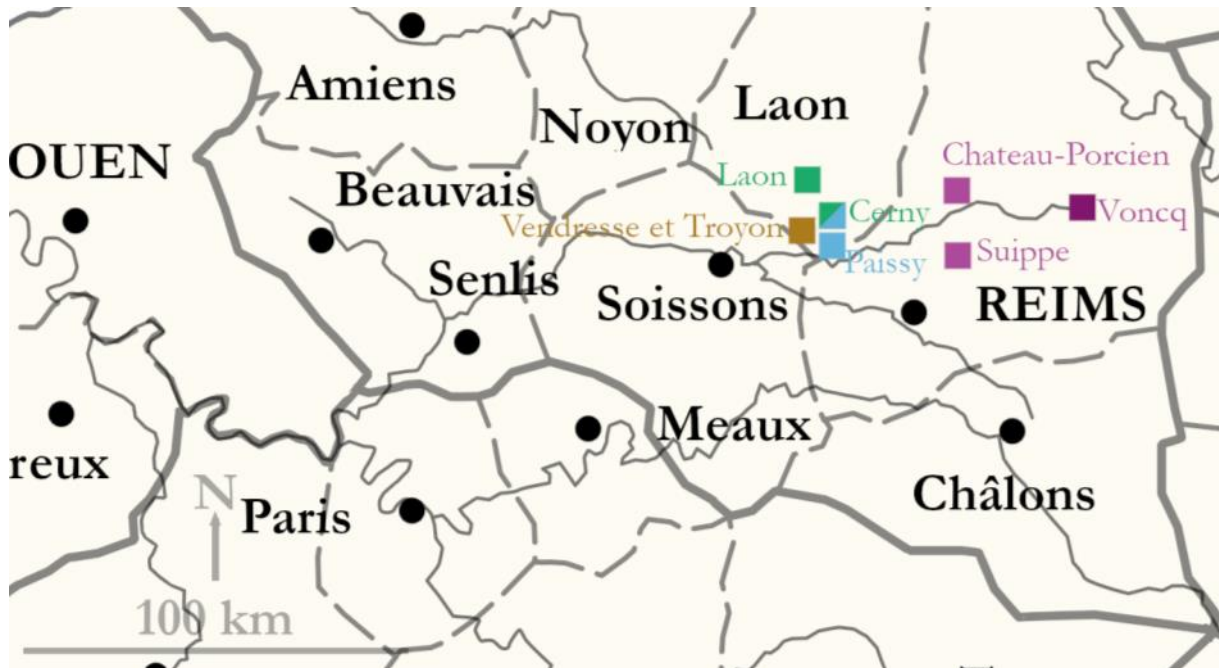 Amiens
Laon
Noyon
OUEN
Chateau-Porcien
Laon
Beauvais
Cerny
Voncq
Vendresse et Troyon
Suippe
Paissy
Senlis
Soissons
REIMS
Meaux
reux
N
Paris
Châlons
100 km